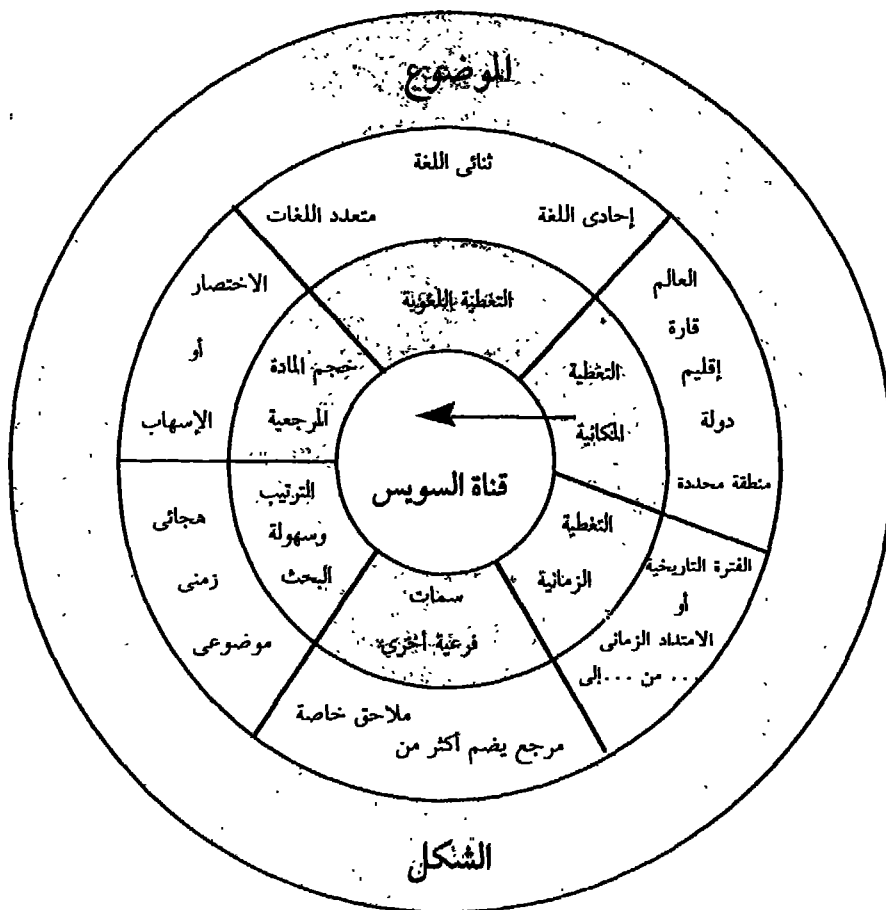 الموضوع
ثنائى اللغة
إحادى اللغة
متعدد اللغات
التغطية اللغوية
العالم
قارة
إقليم
دولة
منطقة محددة
التغطية
المكانية
الاختصار
أو
الإسهاب
حجم المادة
المرجعية
قناة السويس
الترتيب
وسهولة
البحث
هجائى
زمنى
موضوعى
التغطية
الزمانية
الفترة التاريخية
أو
الامتداد الزمانى
من ... إلى ...
سمات
فرعية أخرى
ملاحق خاصة
مرجع يضم أكثر من
الشكل